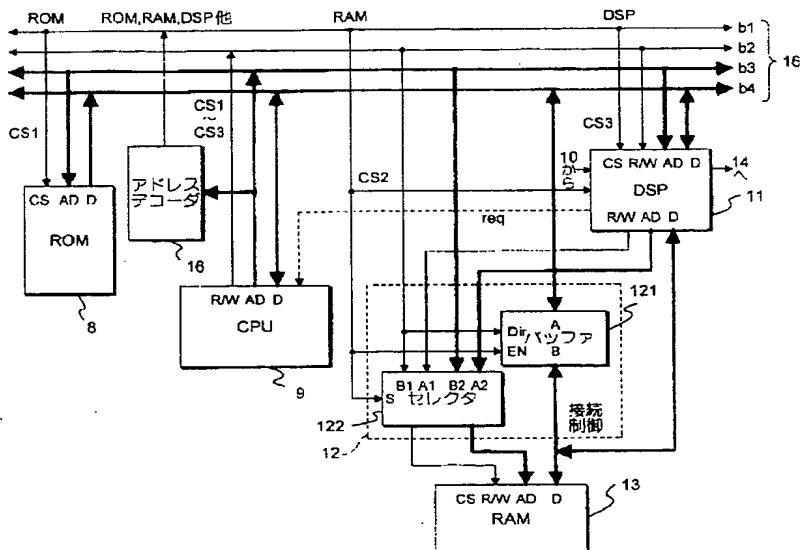 ROM
ROM,RAM,DSP 他
RAM
DSP
b1
b2
b3
b4
16
CS1
CS1
～
CS3
CS2
CS3
10
から
14
へ
CS R/W AD D
DSP
R/W AD D
11
req
CS AD D
ROM
8
アドレス
デコーダ
16
R/W AD D
CPU
9
121
Dir
A
バッファ
EN
B
B1 A1 B2 A2
S
セレクタ
122
12
接続
制御
CS R/W AD D
RAM
13